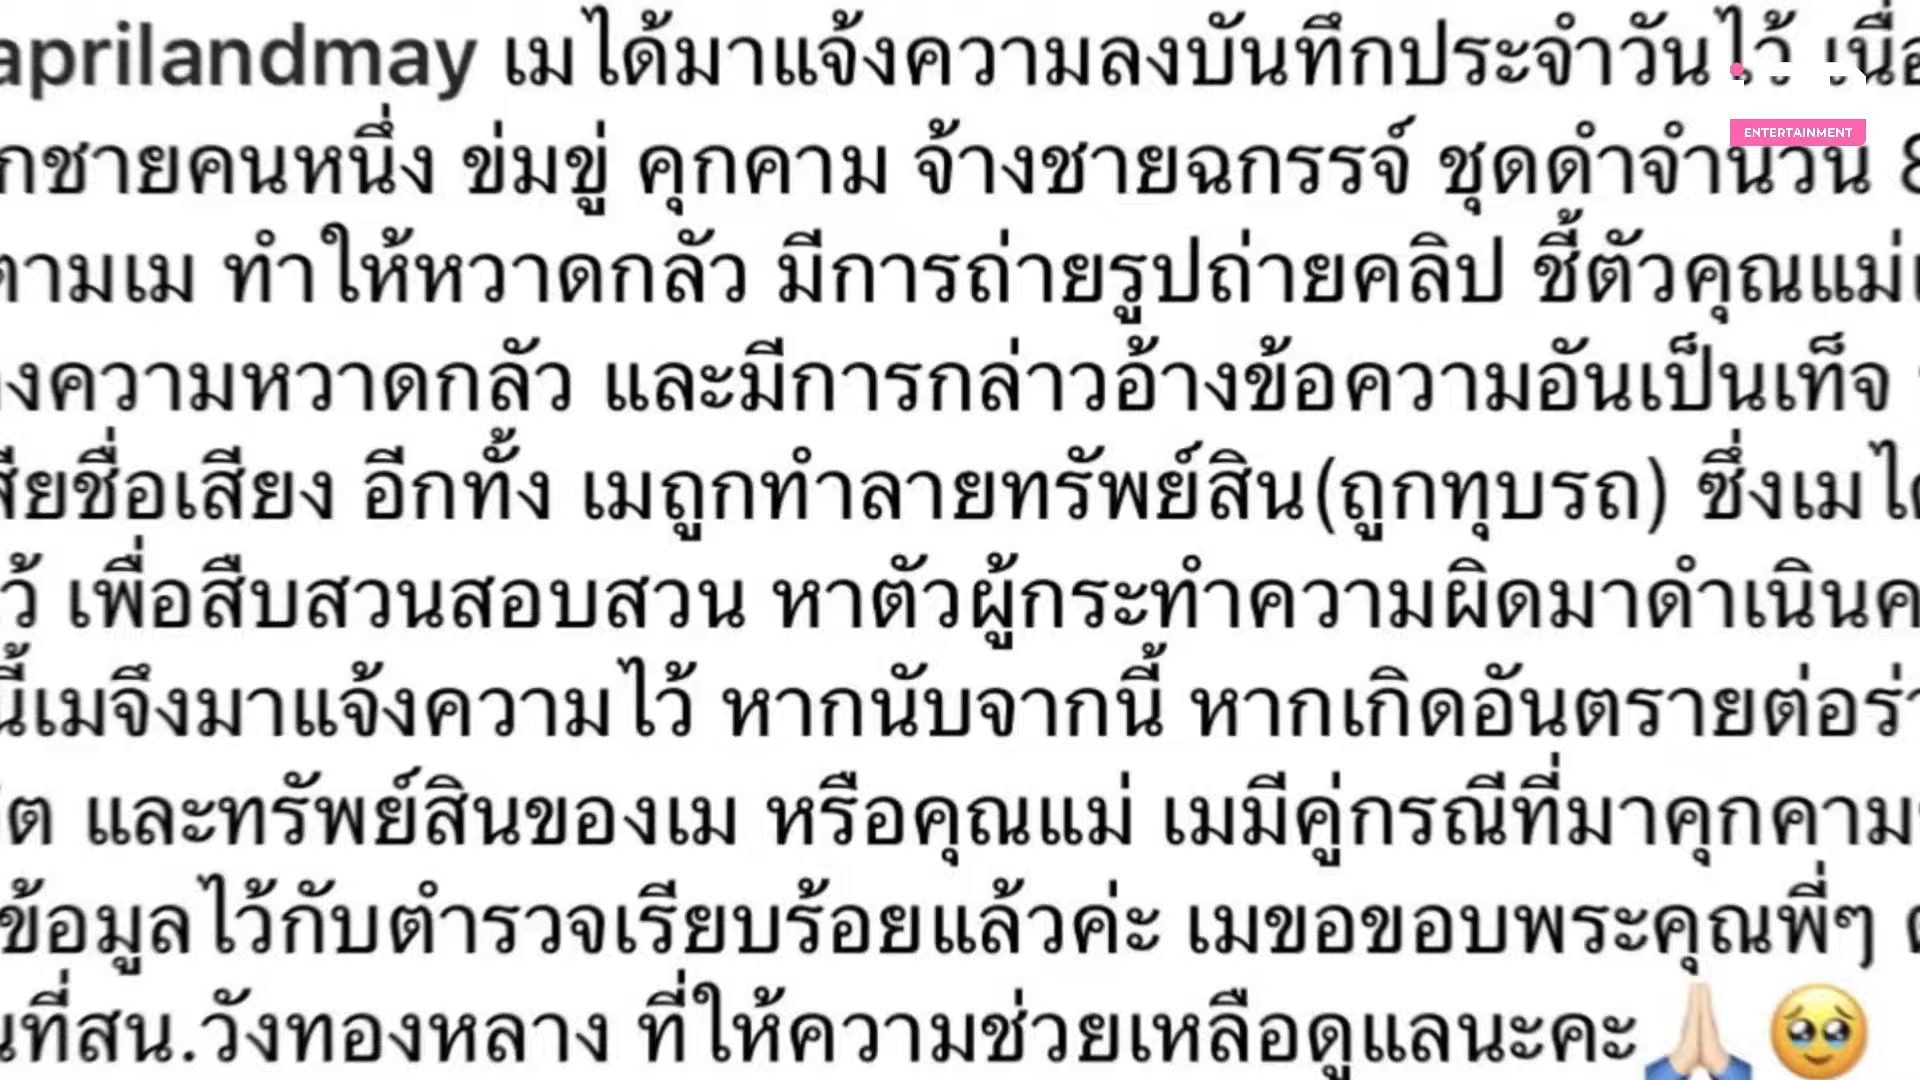 aprilandmay เมได้มาแจ้งความลงบันทึกประจำวันไว้ เนื่อ
ENTERTAINMENT
กชายคนหนึ่ง ข่มขู่ คุกคาม จ้างชายฉกรรจ์ ชุดดำจำนวน 8
ตามเม ทำให้หวาดกลัว มีการถ่ายรูปถ่ายคลิป ชี้ตัวคุณแม่
งความหวาดกลัว และมีการกล่าวอ้างข้อความอันเป็นเท็จ
สียชื่อเสียง อีกทั้ง เมถูกทำลายทรัพย์สิน(ถูกทุบรถ) ซึ่งเมได
ว้ เพื่อสืบสวนสอบสวน หาตัวผู้กระทำความผิดมาดำเนินค
นี้เมจึงมาแจ้งความไว้ หากนับจากนี้ หากเกิดอันตรายต่อร่า
ิต และทรัพย์สินของเม หรือคุณแม่ เมมีคู่กรณีที่มาคุกคาม
ข้อมูลไว้กับตำรวจเรียบร้อยแล้วค่ะ เมขอขอบพระคุณพี่ๆ ต
นที่สน.วังทองหลาง ที่ให้ความช่วยเหลือดูแลนะคะ🙏🏻🥹